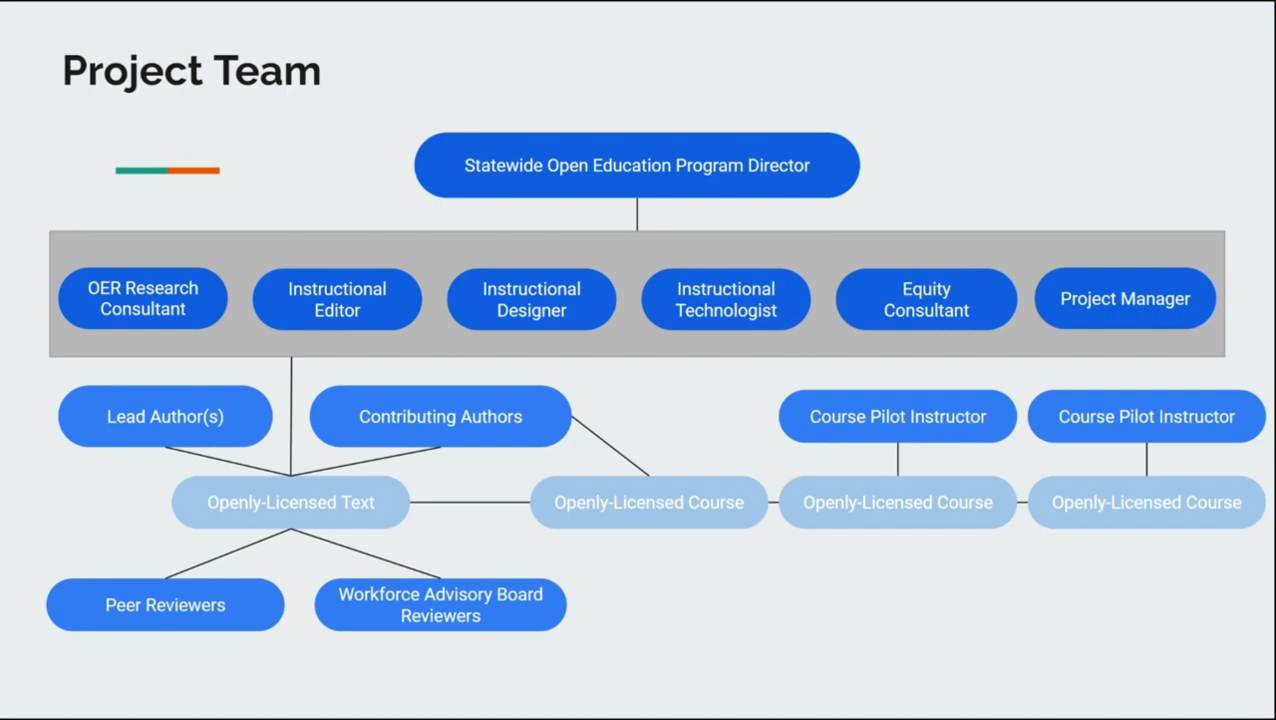 Project Team
Statewide Open Education Program Director
OER Research
Consultant
Instructional
Editor
Instructional
Designer
Instructional
Technologist
Equity
Consultant
Project Manager
Lead Author(s)
Contributing Authors
Course Pilot Instructor
Course Pilot Instructor
Openly-Licensed Text
Openly-Licensed Course
Openly-Licensed Course
Openly-Licensed Course
Peer Reviewers
Workforce Advisory Board
Reviewers